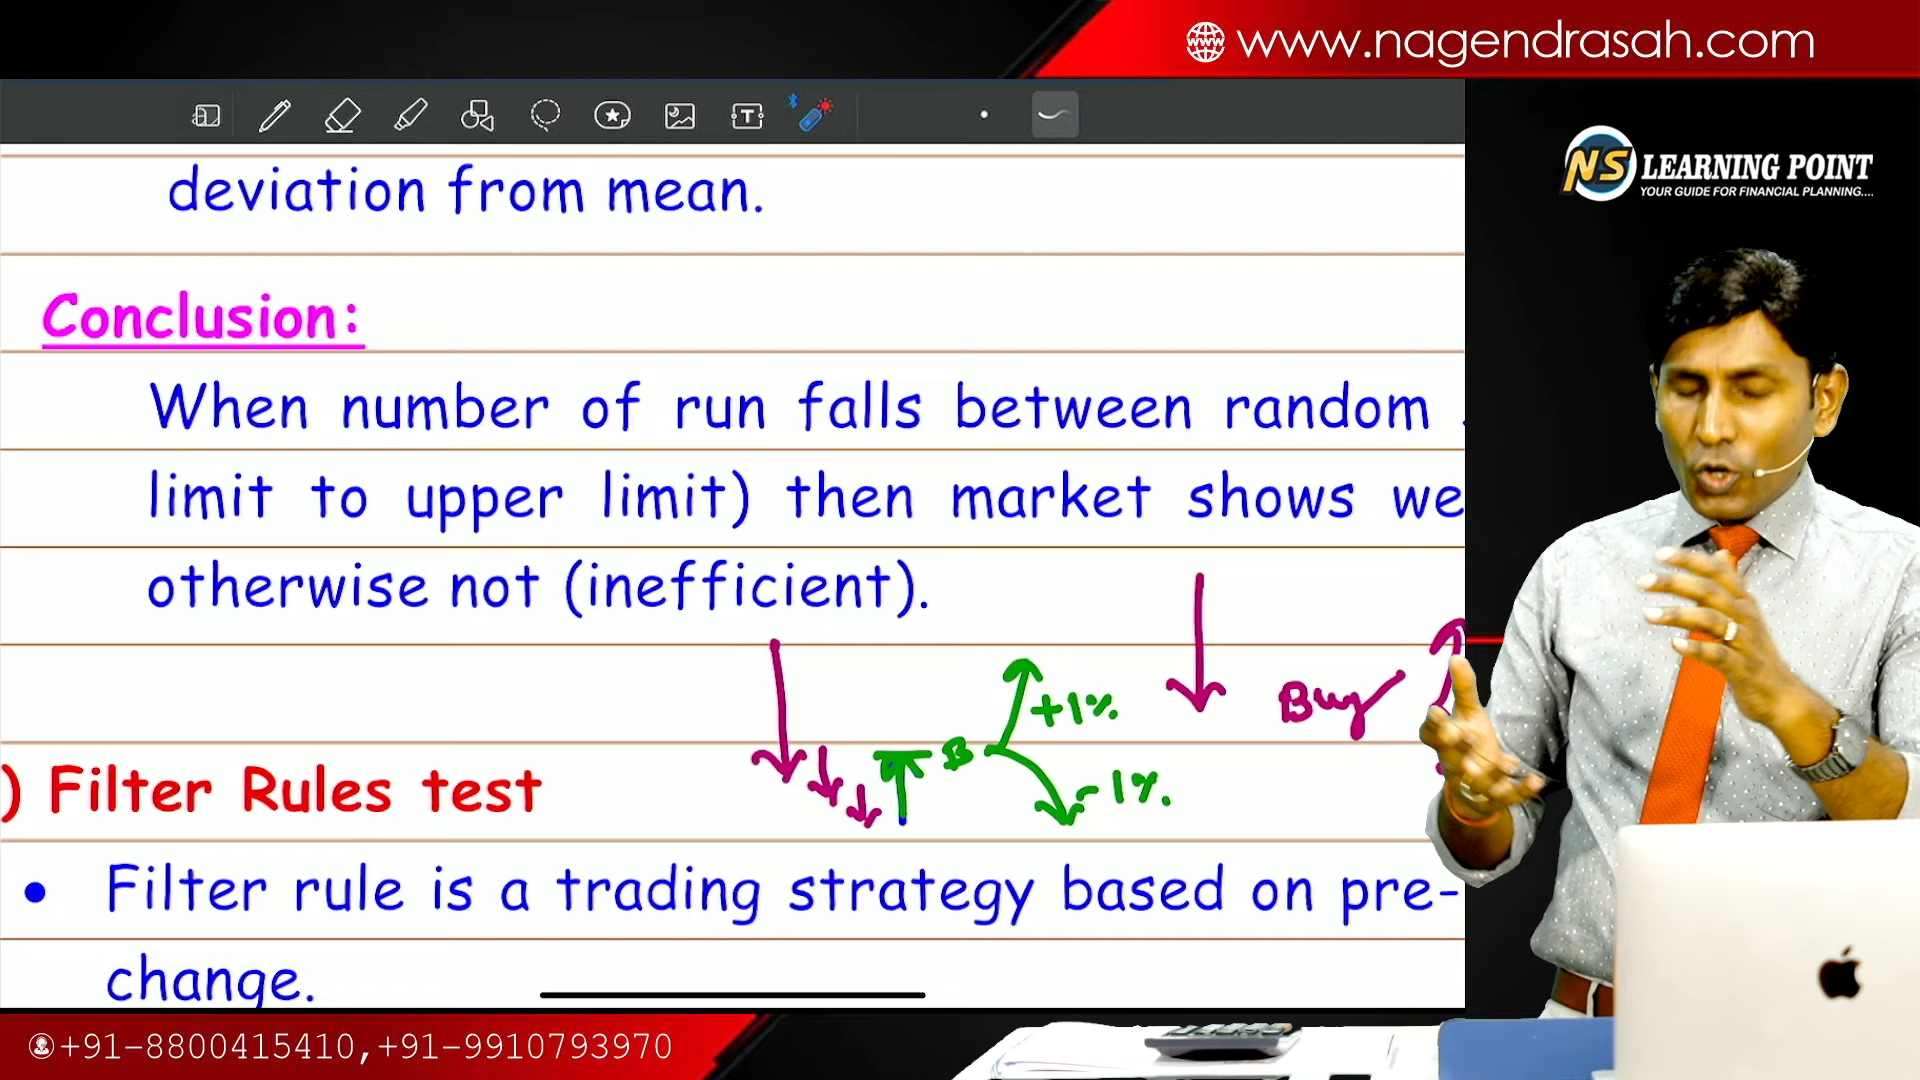 www.nagendrasah.com
NS LEARNING POINT
YOUR GUIDE FOR FINANCIAL PLANNING....
deviation from mean.
Conclusion:
When number of run falls between random
limit to upper limit) then market shows we
otherwise not (inefficient).
Buy
+1%
B
-1%.
) Filter Rules test
• Filter rule is a trading strategy based on pre-
change.
+91-8800415410,+91-9910793970